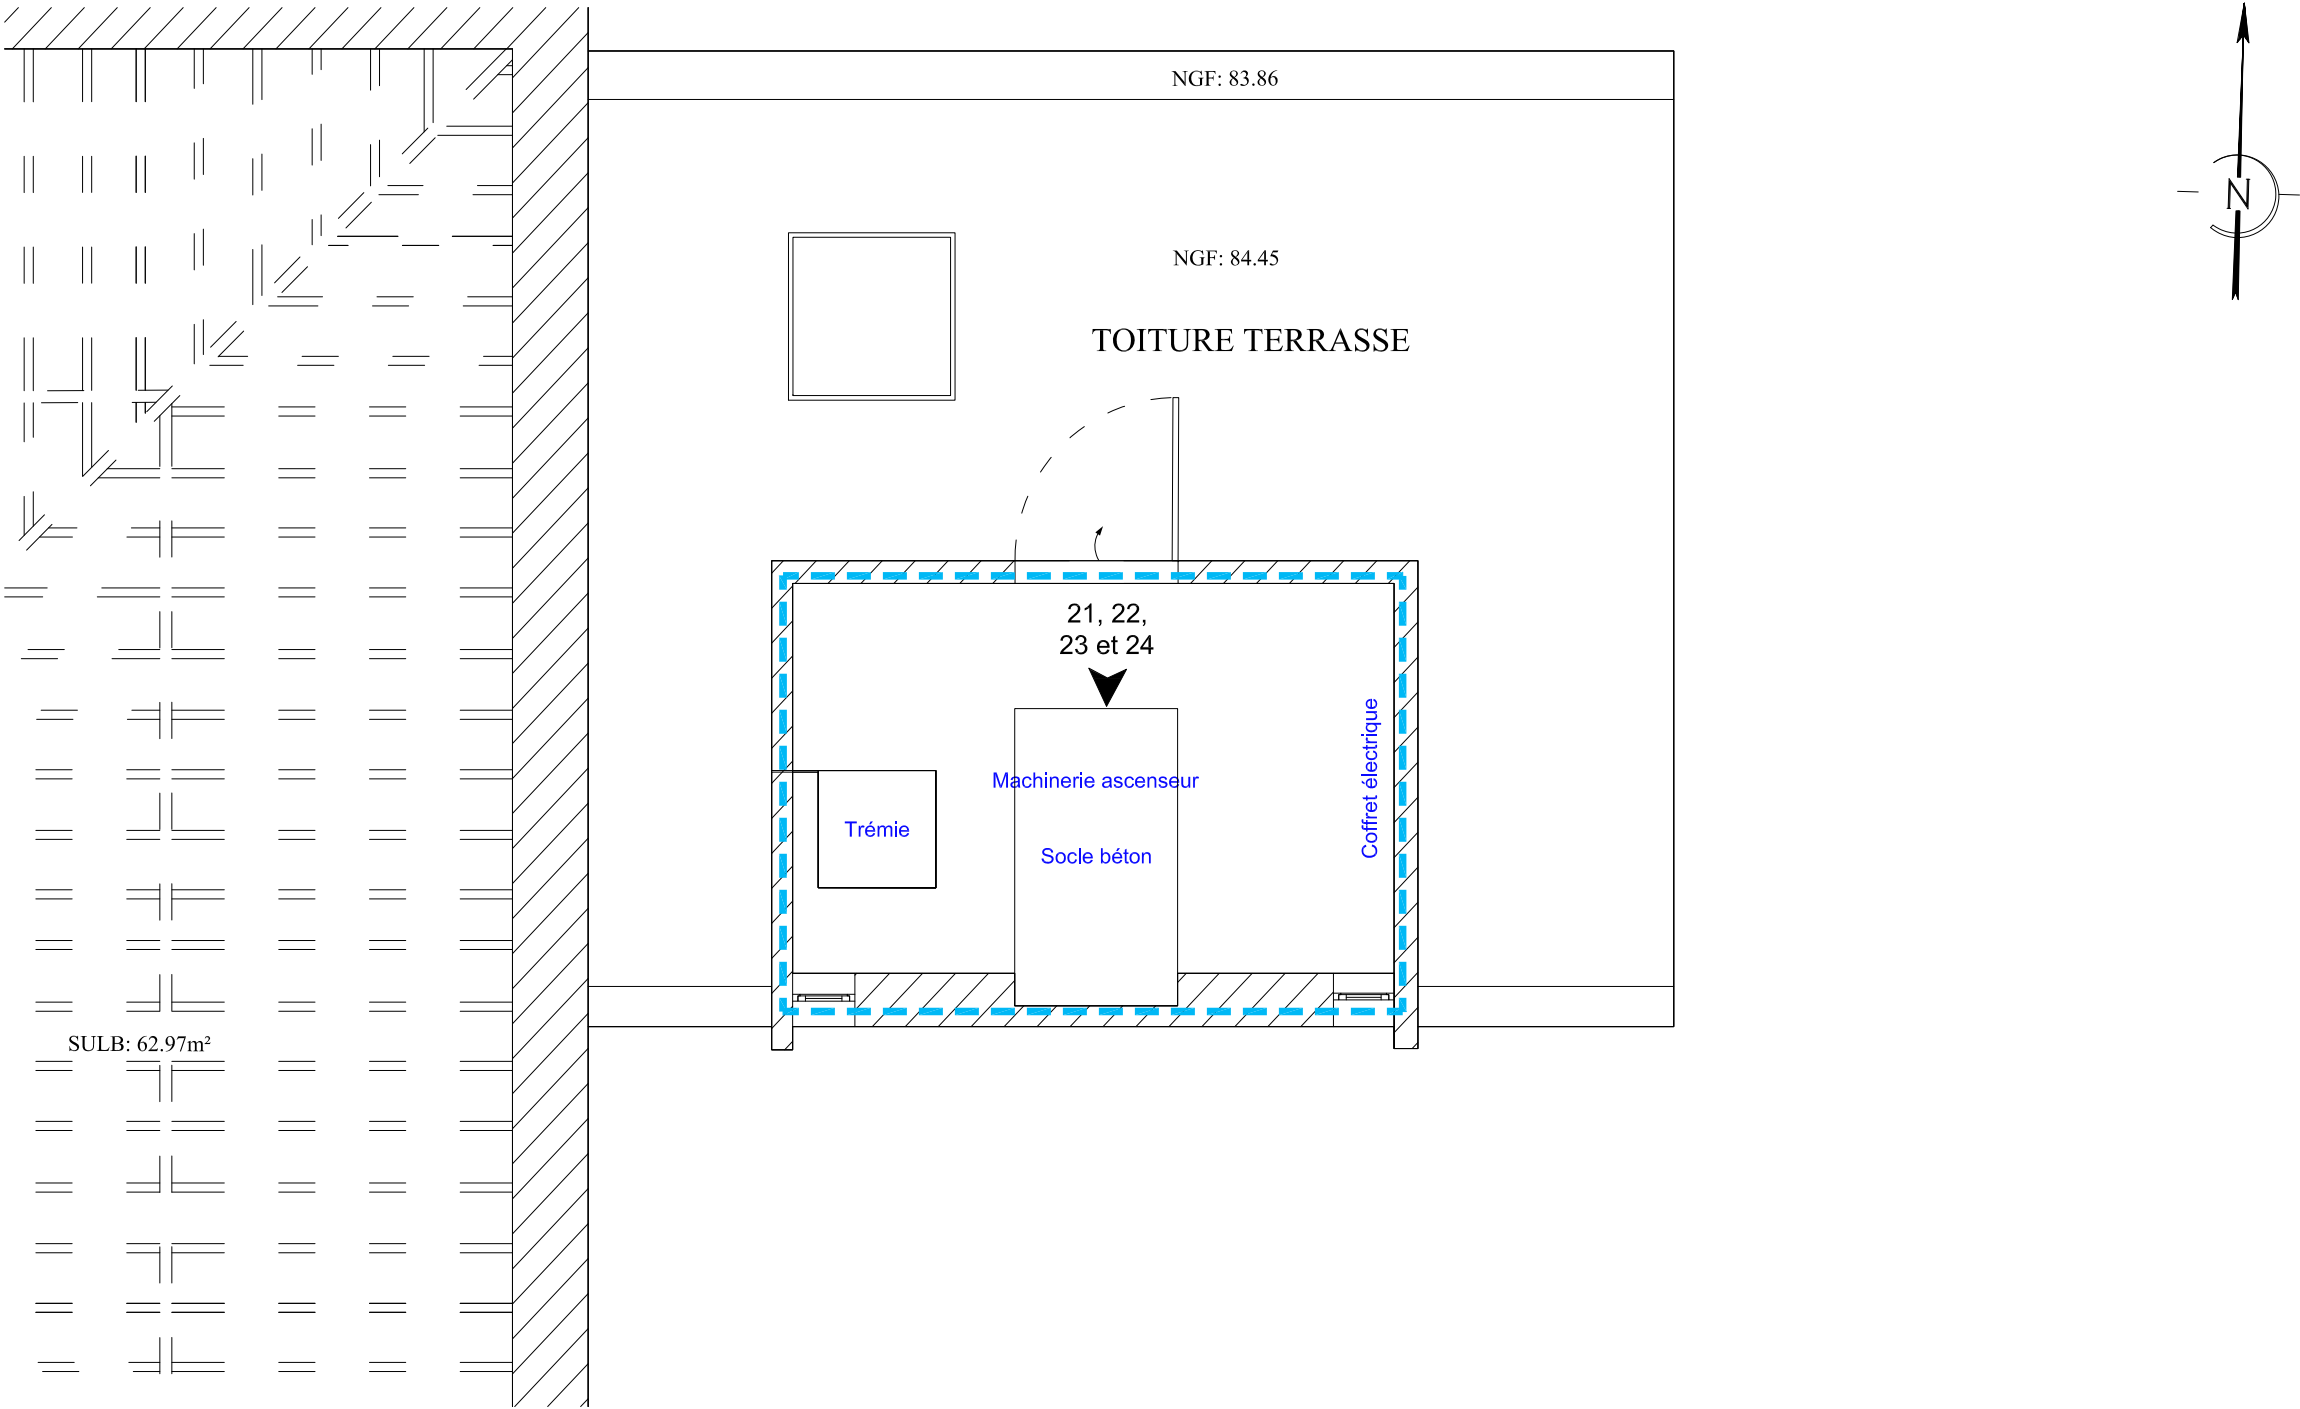 NGF: 83.86
N
NGF: 84.45
TOITURE TERRASSE
21, 22,
23 et 24
Machinerie ascenseur
Coffret électrique
Trémie
Socle béton
SULB: 62.97m²